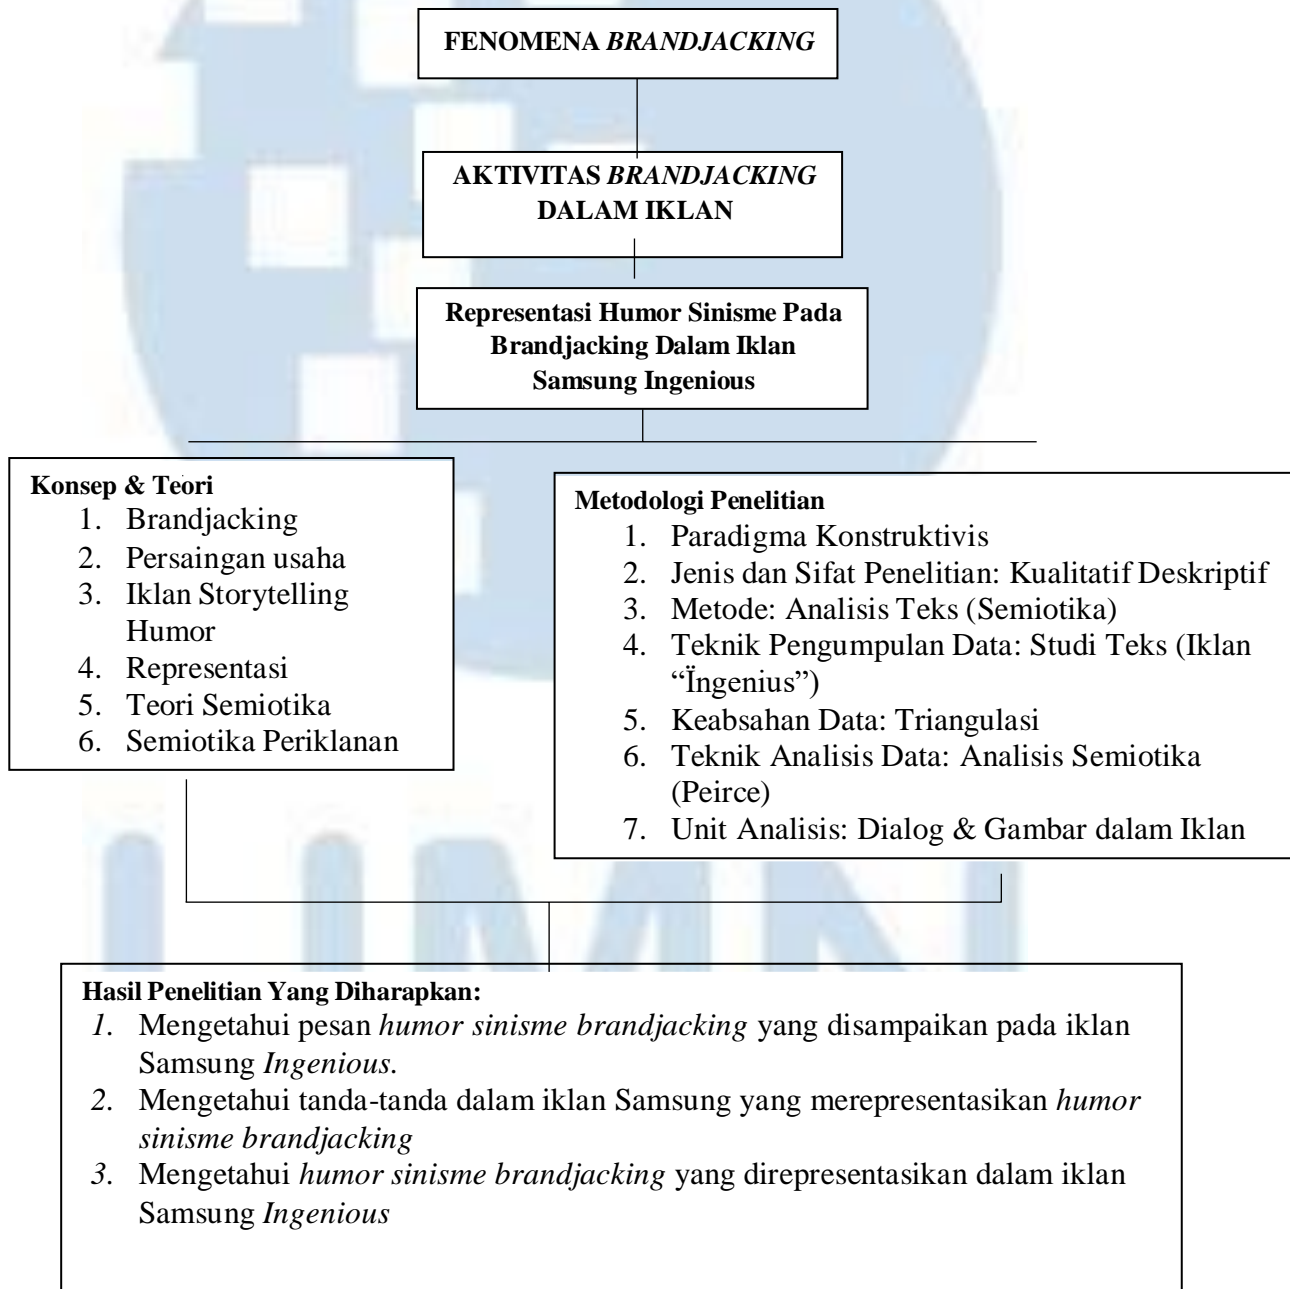 FENOMENA BRANDJACKING
AKTIVITAS BRANDJACKING
DALAM IKLAN
Representasi Humor Sinisme Pada
Brandjacking Dalam Iklan
Samsung Ingenious
Konsep & Teori
1. Brandjacking
2. Persaingan usaha
3. Iklan Storytelling
Humor
4. Representasi
5. Teori Semiotika
6. Semiotika Periklanan
Metodologi Penelitian
1. Paradigma Konstruktivis
2. Jenis dan Sifat Penelitian: Kualitatif Deskriptif
3. Metode: Analisis Teks (Semiotika)
4. Teknik Pengumpulan Data: Studi Teks (Iklan
“Ïngenius”)
5. Keabsahan Data: Triangulasi
6. Teknik Analisis Data: Analisis Semiotika
(Peirce)
7. Unit Analisis: Dialog & Gambar dalam Iklan
UMN
Hasil Penelitian Yang Diharapkan:
1. Mengetahui pesan humor sinisme brandjacking yang disampaikan pada iklan
Samsung Ingenious.
2. Mengetahui tanda-tanda dalam iklan Samsung yang merepresentasikan humor
sinisme brandjacking
3. Mengetahui humor sinisme brandjacking yang direpresentasikan dalam iklan
Samsung Ingenious